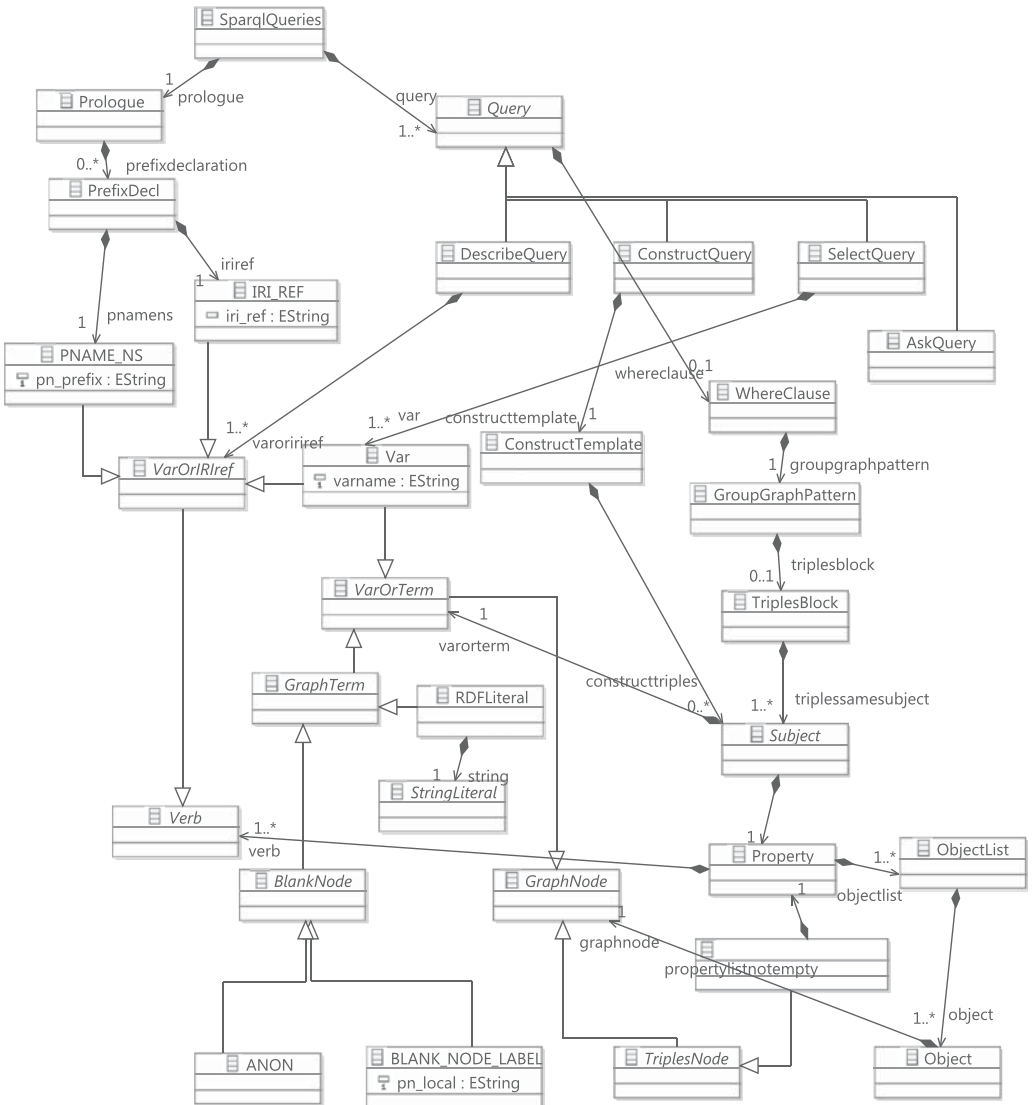 SparqlQueries
1
prologue
query
1..*
Prologue
Query
0..*
prefixdeclaration
PrefixDecl
iriref
1
DescribeQuery
ConstructQuery
SelectQuery
IRI_REF
iri_ref : EString
pnamens
1
PNAME_NS
pn_prefix : EString
AskQuery
whereclause
0..1
WhereClause
1..*
varoririref
1..*
var
constructtemplate
1
Var
varname : EString
ConstructTemplate
VarOrIRIref
1
groupgraphpattern
GroupGraphPattern
triplesblock
0..1
VarOrTerm
1
TriplesBlock
varorterm
GraphTerm
RDFLiteral
constructtriples
0..*
1..*
triplessamesubject
Subject
1
string
StringLiteral
Verb
1..*
verb
1
Property
1..*
objectlist
ObjectList
BlankNode
GraphNode
1
1
graphnode
propertylistnotempty
1..*
object
ANON
BLANK_NODE_LABEL
pn_local : EString
TriplesNode
Object